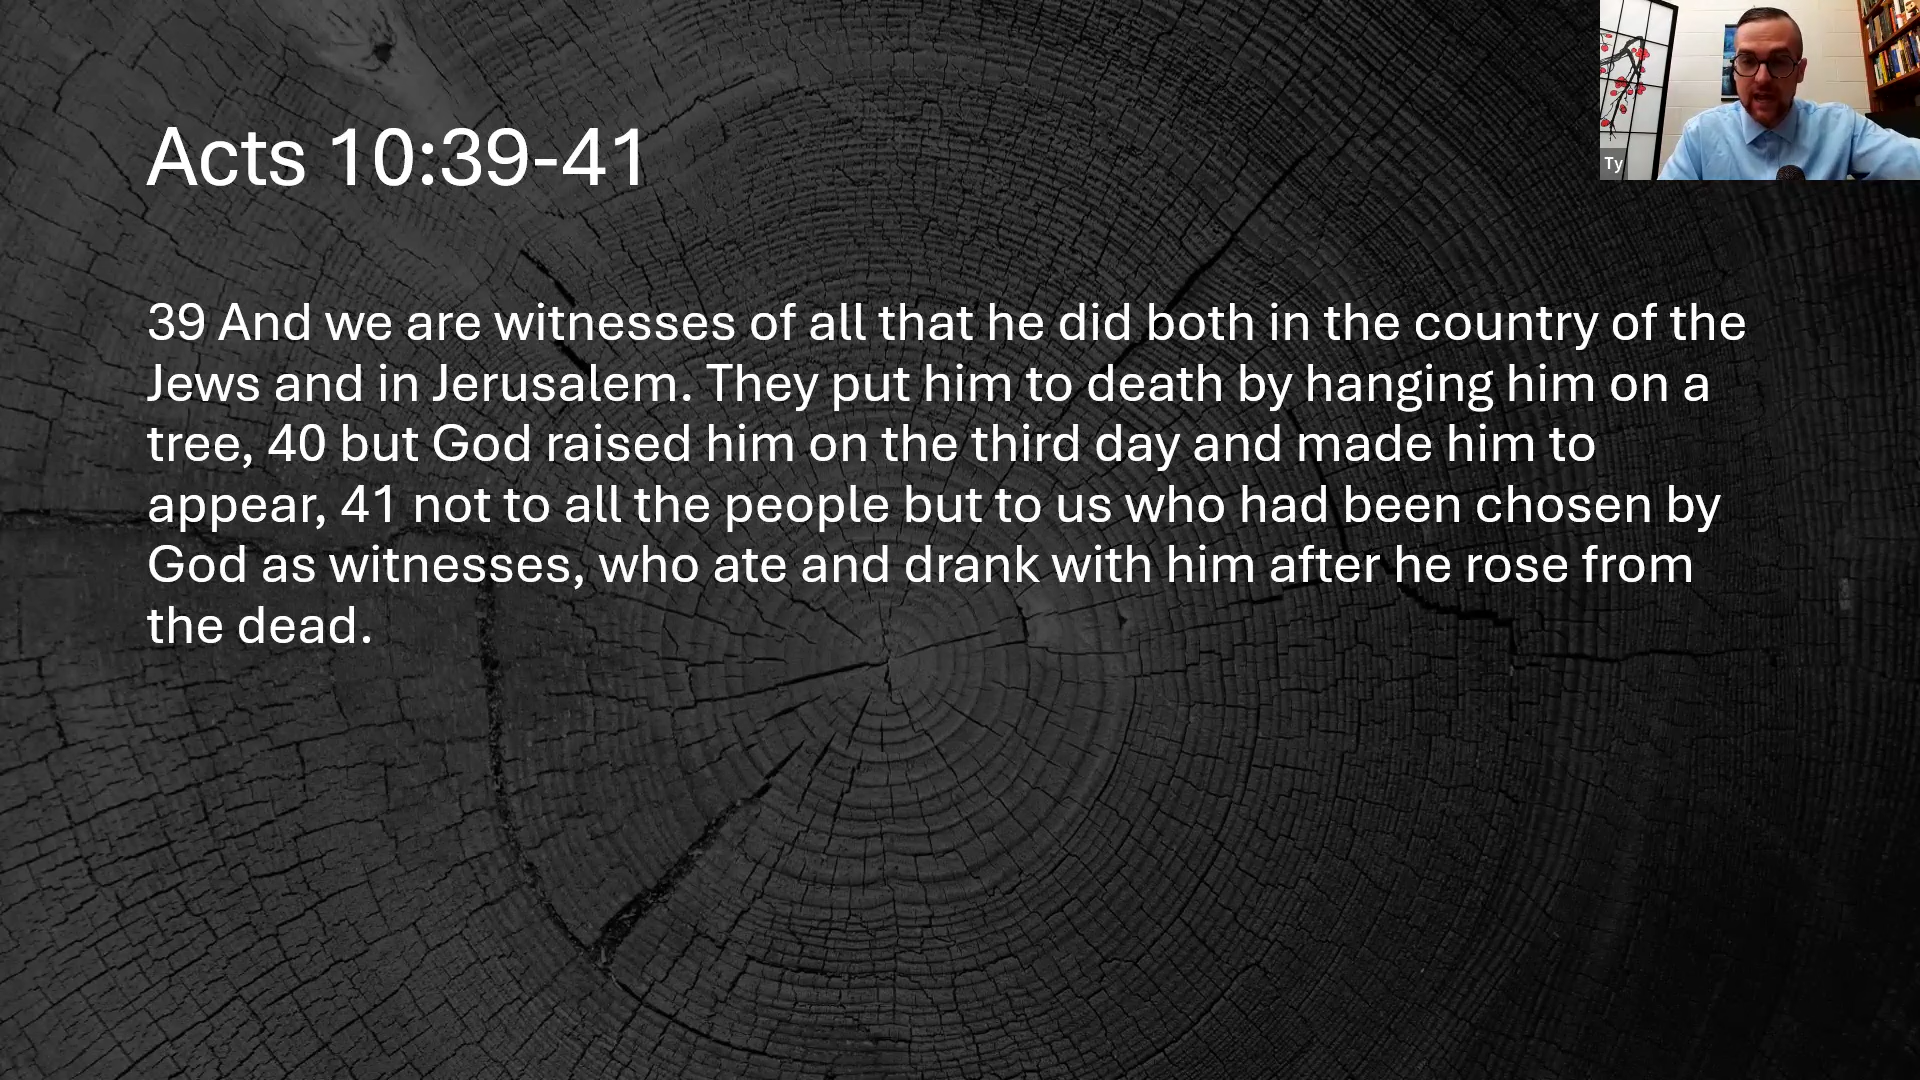 Acts 10:39-41
39 And we are witnesses of all that he did both in the country of the
Jews and in Jerusalem. They put him to death by hanging him on a
tree, 40 but God raised him on the third day and made him to
appear, 41 not to all the people but to us who had been chosen by
God as witnesses, who ate and drank with him after he rose from
the dead.
Ty